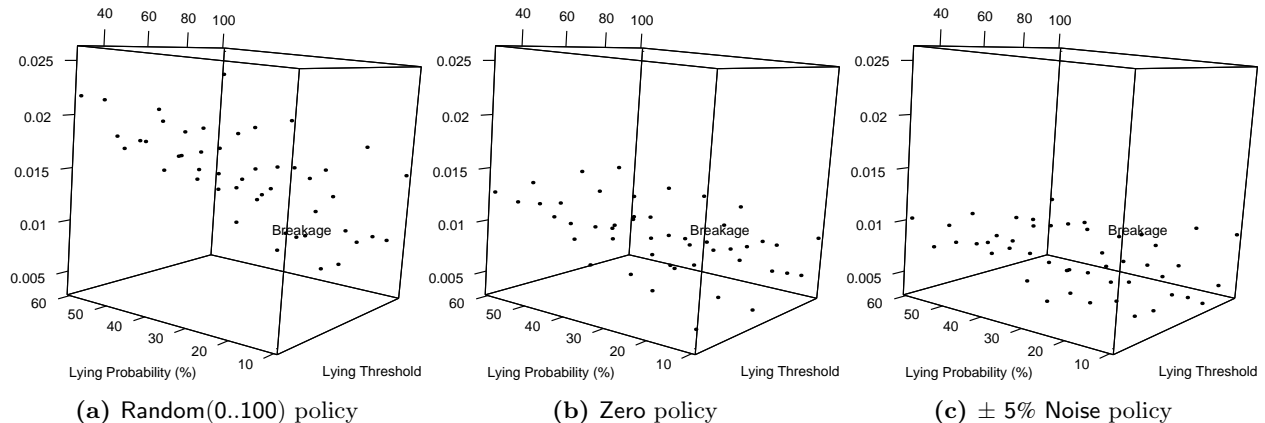 40 60 80 100
0.025
0.02
0.015
0.01
0.005
Breakage
60
50
40
30
20
10
Lying Probability (%)
Lying Threshold
(a) Random(0..100) policy
40 60 80 100
0.025
0.02
0.015
0.01
0.005
Breakage
60
50
40
30
20
10
Lying Probability (%)
Lying Threshold
(b) Zero policy
40 60 80 100
0.025
0.02
0.015
0.01
0.005
Breakage
60
50
40
30
20
10
Lying Probability (%)
Lying Threshold
(c) ± 5% Noise policy